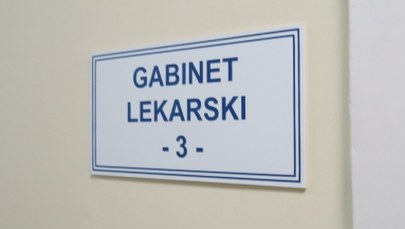 GABINET
LEKARSKI
- 3 -